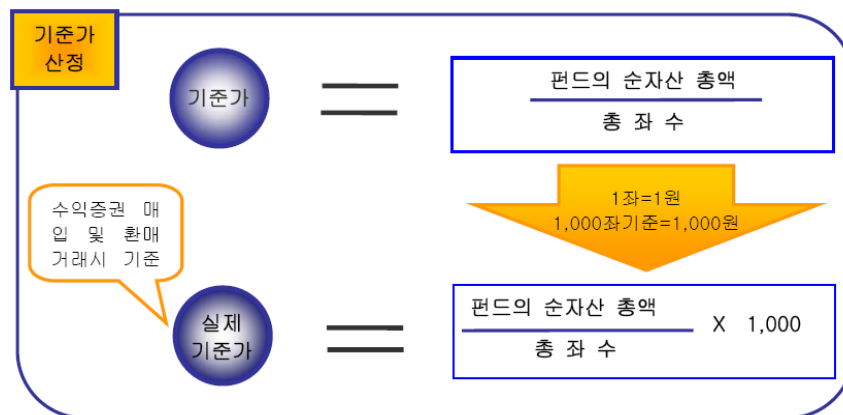 기준가
산정
기준가
펀드의 순자산 총액
총 좌 수
1좌=1원
1,000좌기준=1,000원
수익증권 매
입 및 환매
거래시 기준
실제
기준가
펀드의 순자산 총액
총 좌 수
X 1,000